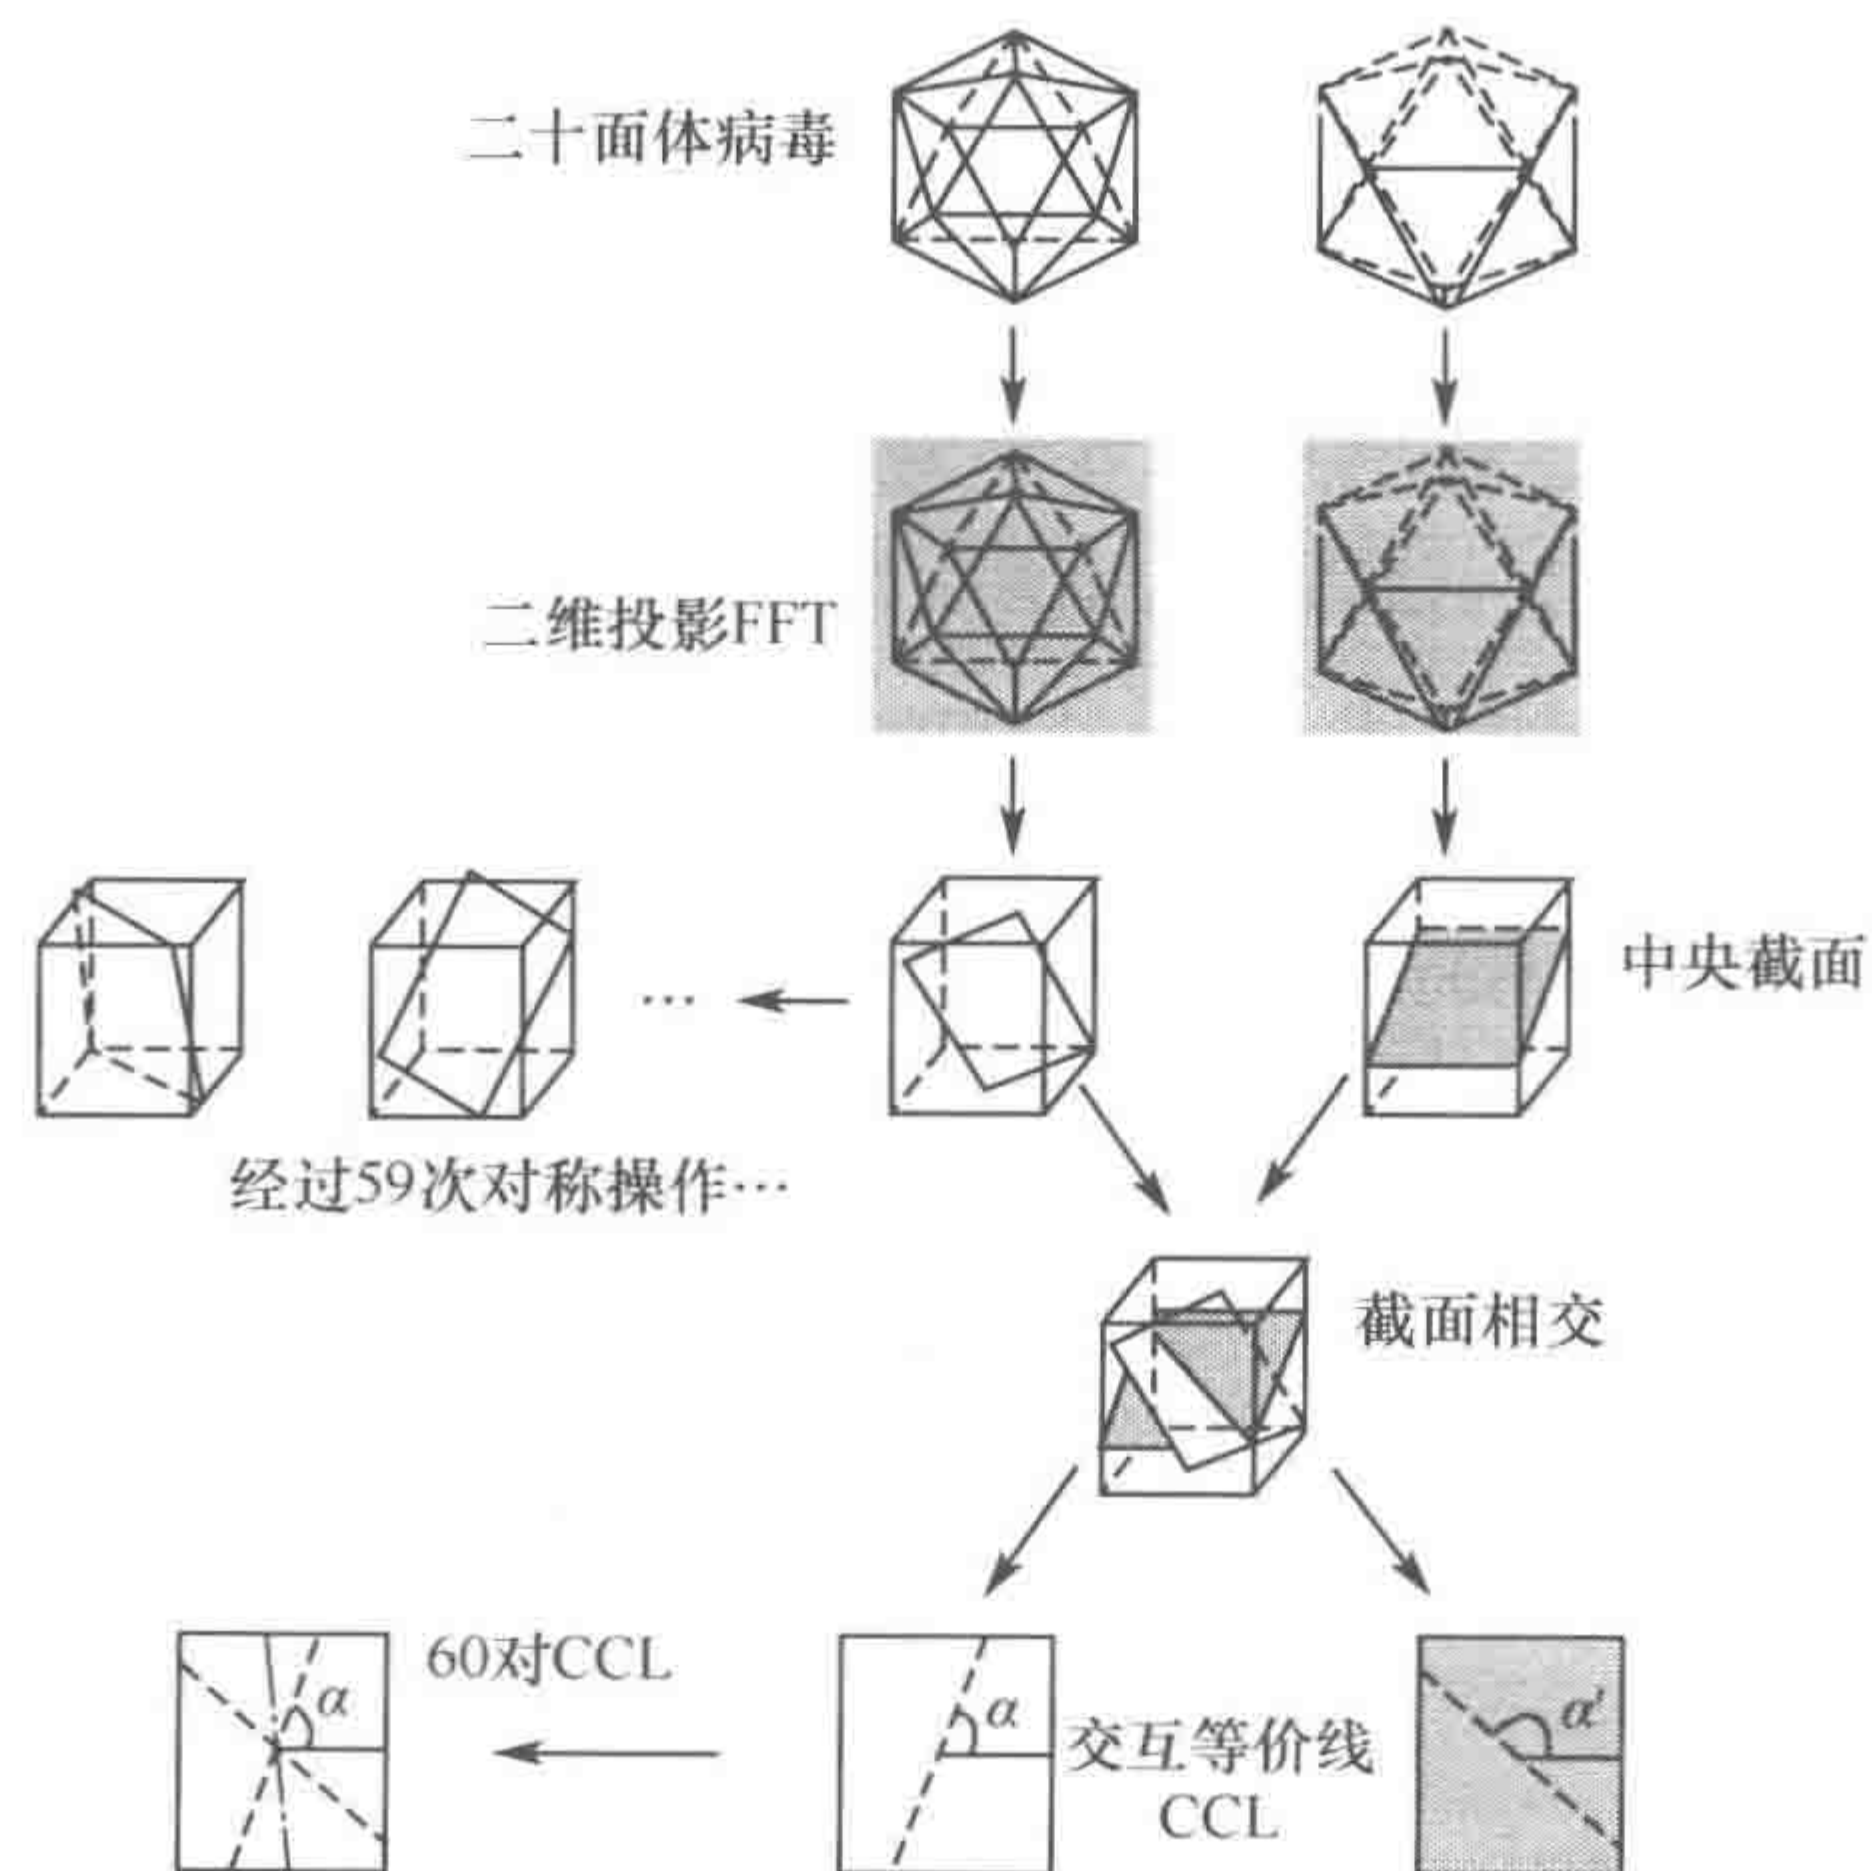 二十面体病毒
二维投影FFT
中央截面
…
经过59次对称操作…
截面相交
60对CCL
α
α
交互等价线
CCL
α'